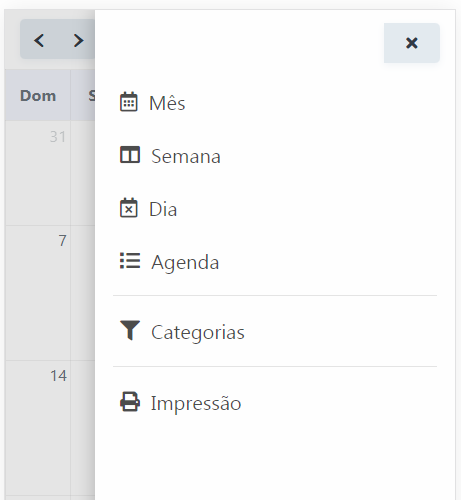 Dom
S
31
7
14
Mês
Semana
Dia
Agenda
Categorias
Impressão